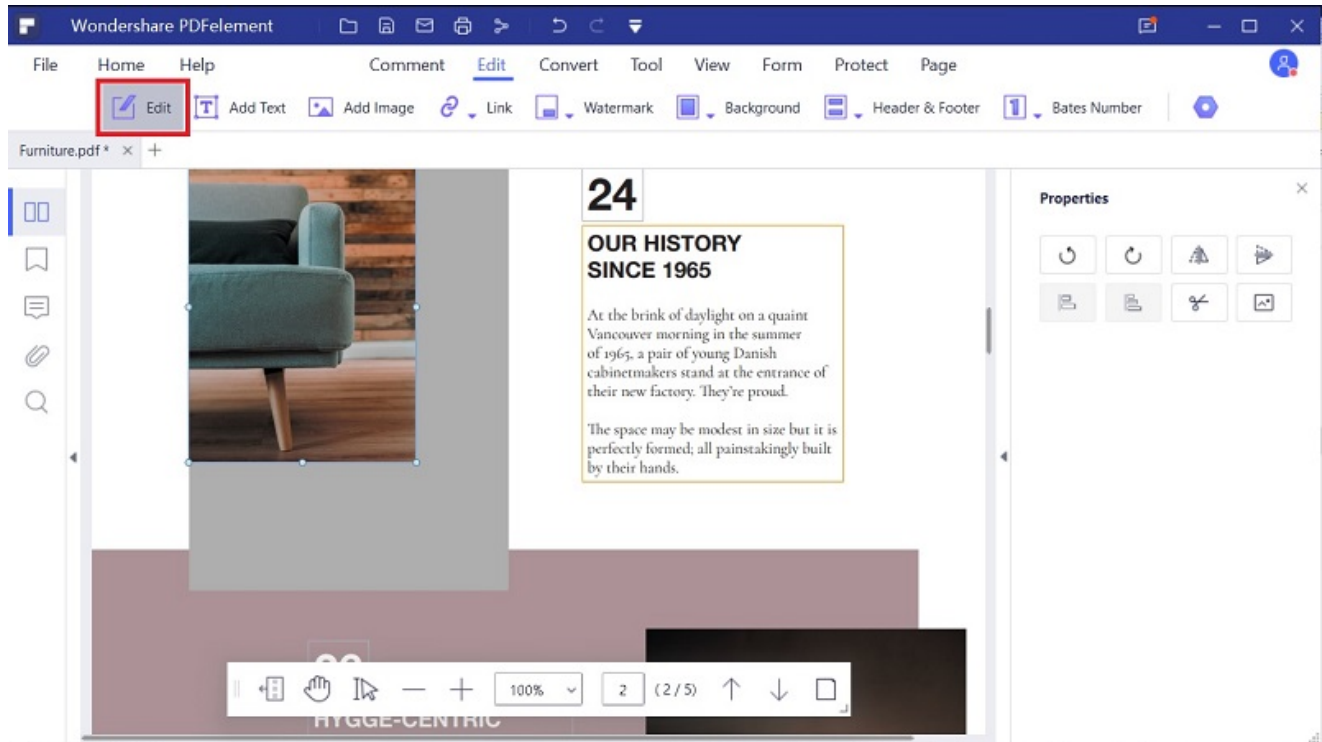 Wondershare PDFelement
File Home Help Comment Edit Convert Tool View Form Protect Page
Edit Add Text Add Image Link Watermark Background Header & Footer Bates Number
Furniture.pdf *
Properties
24
OUR HISTORY
SINCE 1965
At the brink of daylight on a quaint
Vancouver morning in the summer
of 1965, a pair of young Danish
cabinetmakers stand at the entrance of
their new factory. They're proud.
The space may be modest in size but it is
perfectly formed; all painstakingly built
by their hands.
100% 2 (2/5)
HYGGE-CENTRIC